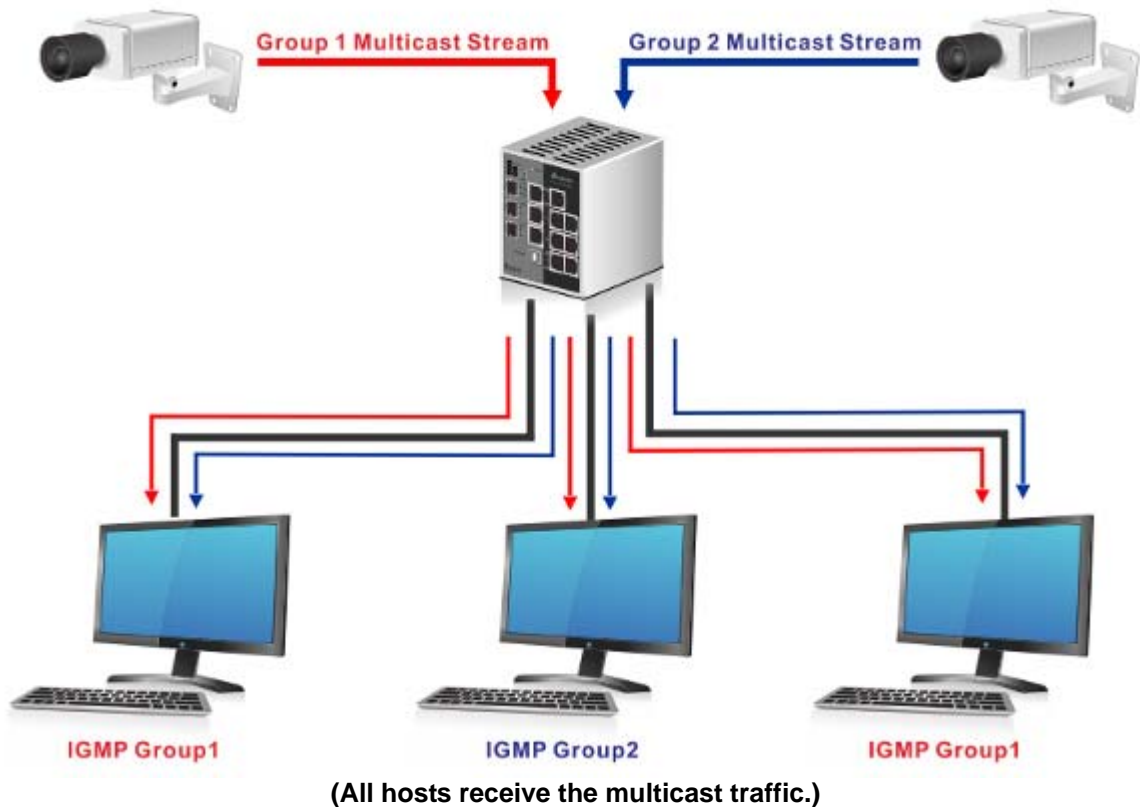 Group 1 Multicast Stream
Group 2 Multicast Stream
IGMP Group1
IGMP Group2
IGMP Group1
(All hosts receive the multicast traffic.)